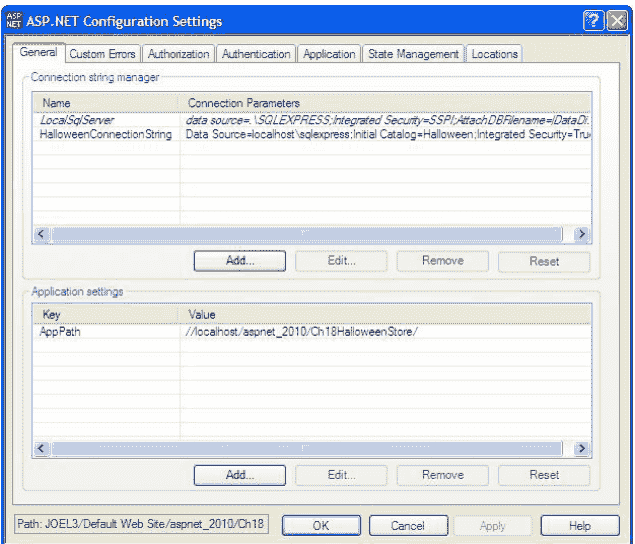 ASP.NET ASP.NET Configuration Settings
General Custom Errors Authorization Authentication Application State Management Locations
Connection string manager
Name Connection Parameters
LocalSqlServer data source=.\SQLEXPRESS;Integrated Security=SSPI;AttachDBFilename=|DataDi...
HalloweenConnectionString Data Source=localhost\sqlexpress;Initial Catalog=Halloween;Integrated Security=True
Add... Edit... Remove Reset
Application settings
Key Value
AppPath //localhost/aspnet_2010/Ch18HalloweenStore/
Add... Edit... Remove Reset
Path: JOEL3/Default Web Site/aspnet_2010/Ch18 OK Cancel Apply Help